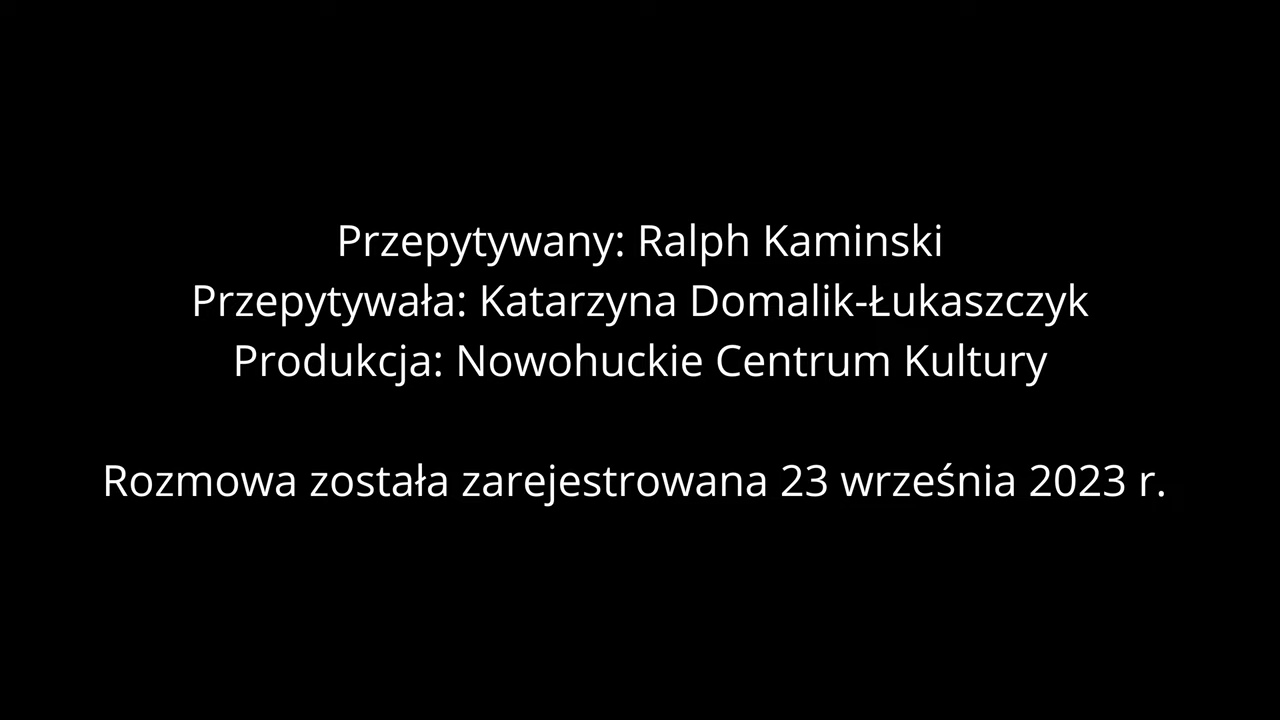 Przepytywany: Ralph Kaminski
Przepytywała: Katarzyna Domalik-Łukaszczyk
Produkcja: Nowohuckie Centrum Kultury
Rozmowa została zarejestrowana 23 września 2023 r.